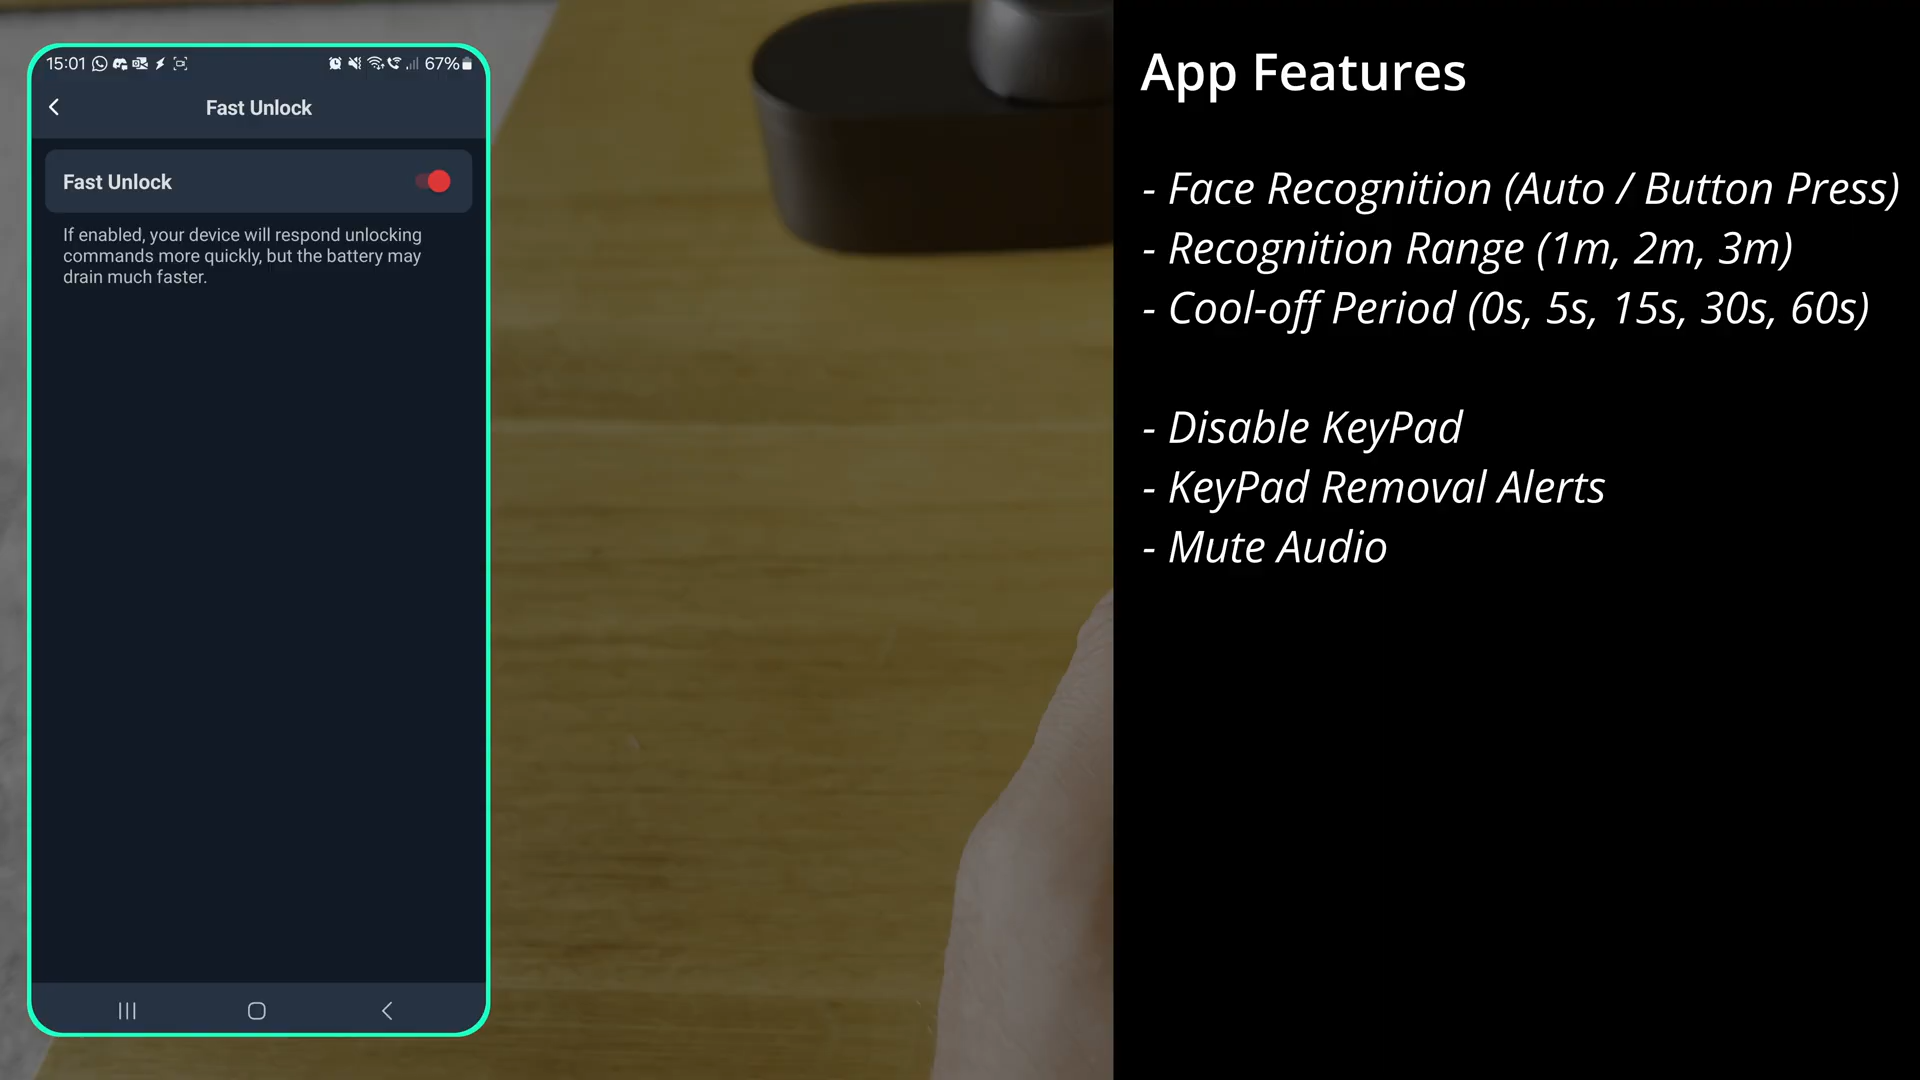 15:01
67%
Fast Unlock
Fast Unlock
If enabled, your device will respond unlocking
commands more quickly, but the battery may
drain much faster.
App Features
- Face Recognition (Auto / Button Press)
- Recognition Range (1m, 2m, 3m)
- Cool-off Period (0s, 5s, 15s, 30s, 60s)
- Disable KeyPad
- KeyPad Removal Alerts
- Mute Audio